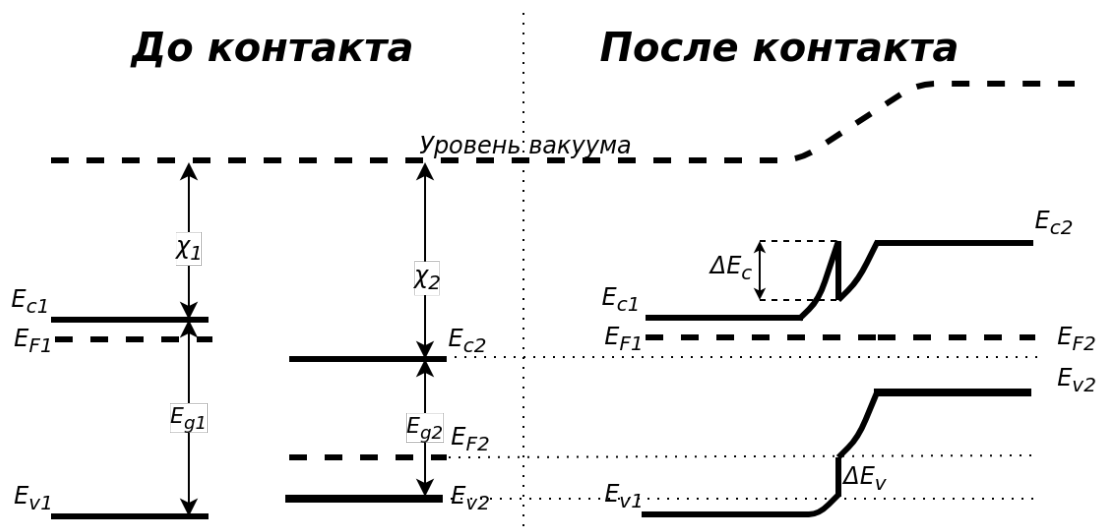 До контакта
После контакта
Уровень вакуума
χ1
χ2
Ec1
EF1
Eg1
Ev1
Ec2
Eg2
EF2
Ev2
Ec2
ΔEc
Ec1
EF1
EF2
Ev2
ΔEv
Ev1